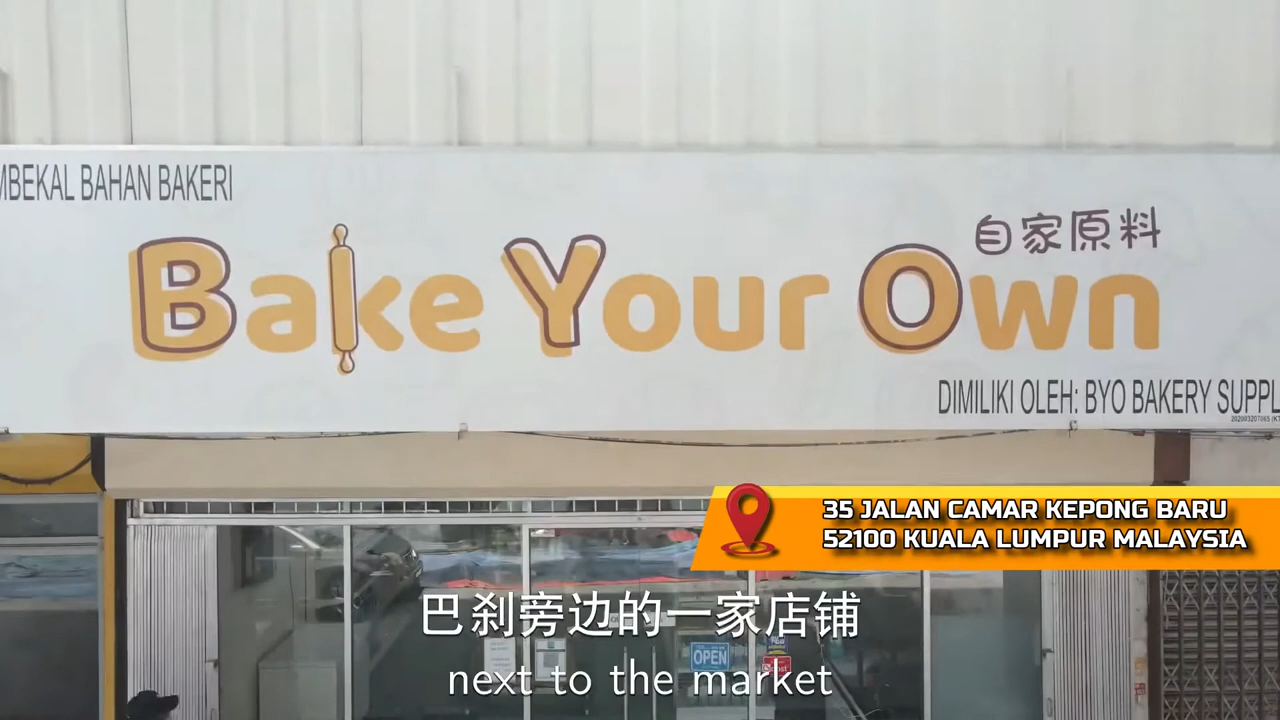 MBEKAL BAHAN BAKERI
自家原料
Bake Your Own
DIMILIKI OLEH: BYO BAKERY SUPPL
35 JALAN CAMAR KEPONG BARU
52100 KUALA LUMPUR MALAYSIA
巴刹旁边的一家店铺
OPEN
next to the market